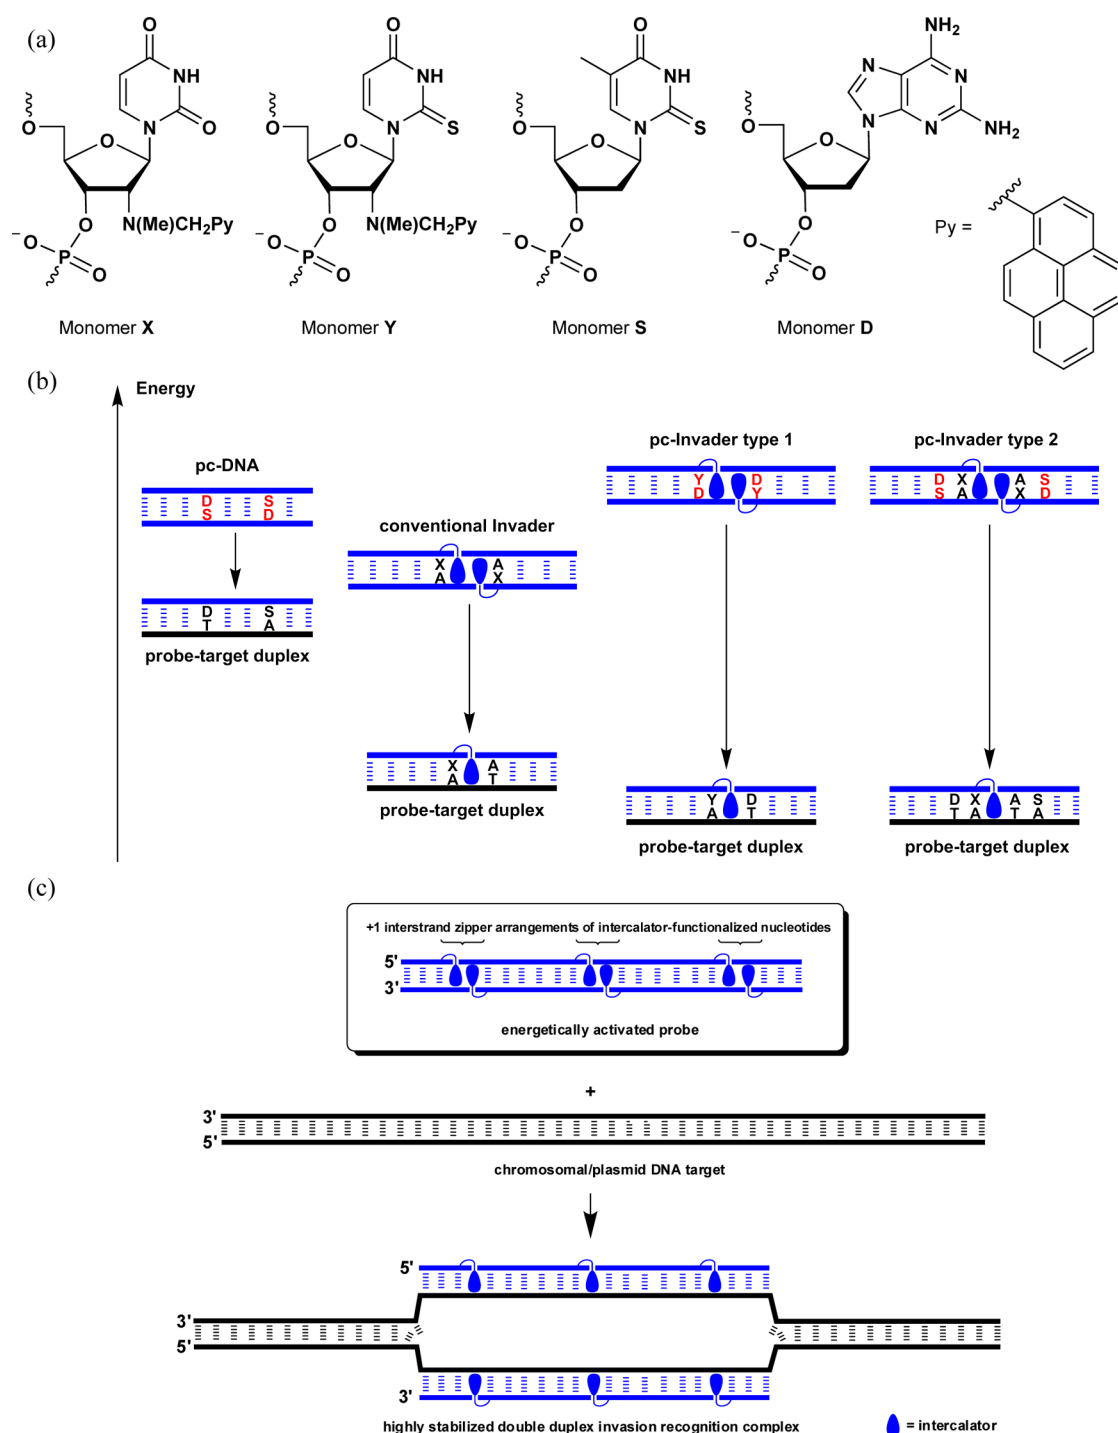 (a)
O
NH
N
O
O
O
O
N(Me)CH2Py
−O
P
O
Monomer X
O
NH
N
S
O
O
O
N(Me)CH2Py
−O
P
O
Monomer Y
O
NH
N
S
O
O
O
−O
P
O
Monomer S
NH2
N
N
N
N
NH2
O
O
O
−O
P
O
Monomer D
Py =
(b)
Energy
pc-DNA
D S
S D
D S
T A
probe-target duplex
conventional Invader
X A
A X
X A
A T
probe-target duplex
pc-Invader type 1
Y D
D Y
Y D
A T
probe-target duplex
pc-Invader type 2
D X A S
S A X D
D X A S
T A T A
probe-target duplex
(c)
+1 interstrand zipper arrangements of intercalator-functionalized nucleotides
5'
3'
energetically activated probe
+
3'
5'
chromosomal/plasmid DNA target
5'
3'
5'
3'
highly stabilized double duplex invasion recognition complex
= intercalator